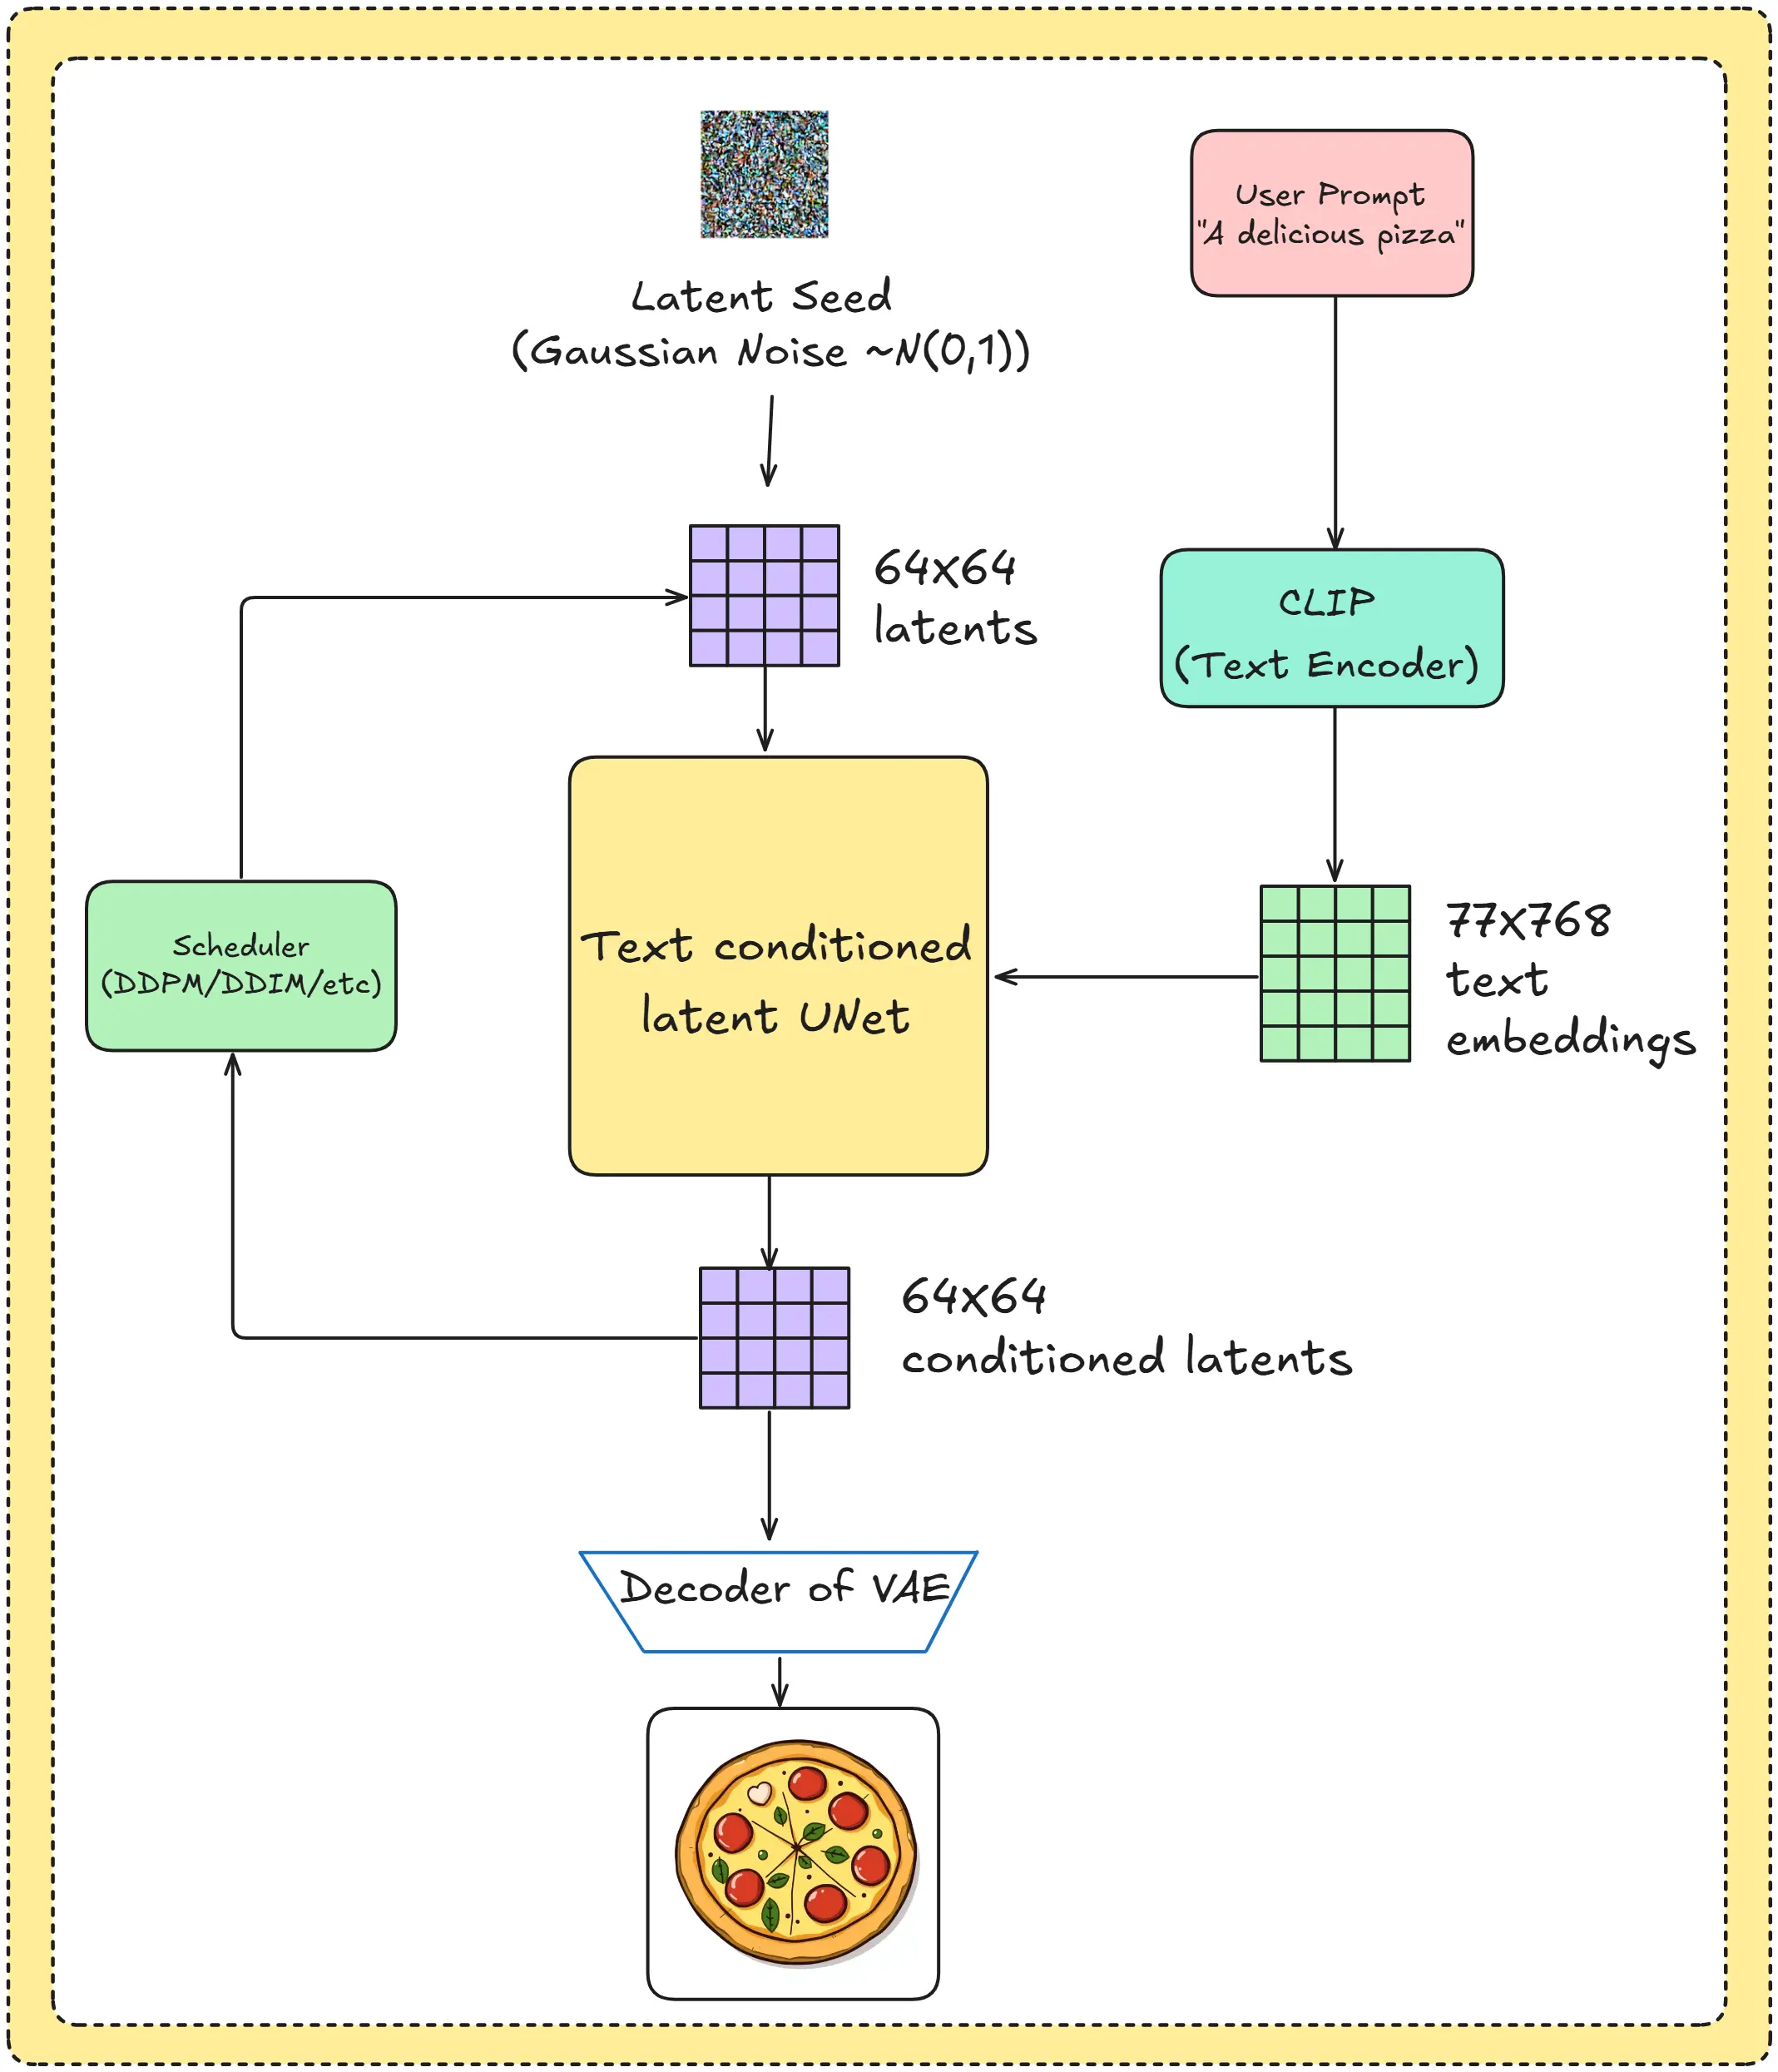 Latent Seed
(Gaussian Noise ~N(0,1))
User Prompt
"A delicious pizza"
64x64
latents
CLIP
(Text Encoder)
Scheduler
(DDPM/DDIM/etc)
Text conditioned
latent UNet
77x768
text
embeddings
64x64
conditioned latents
Decoder of VAE